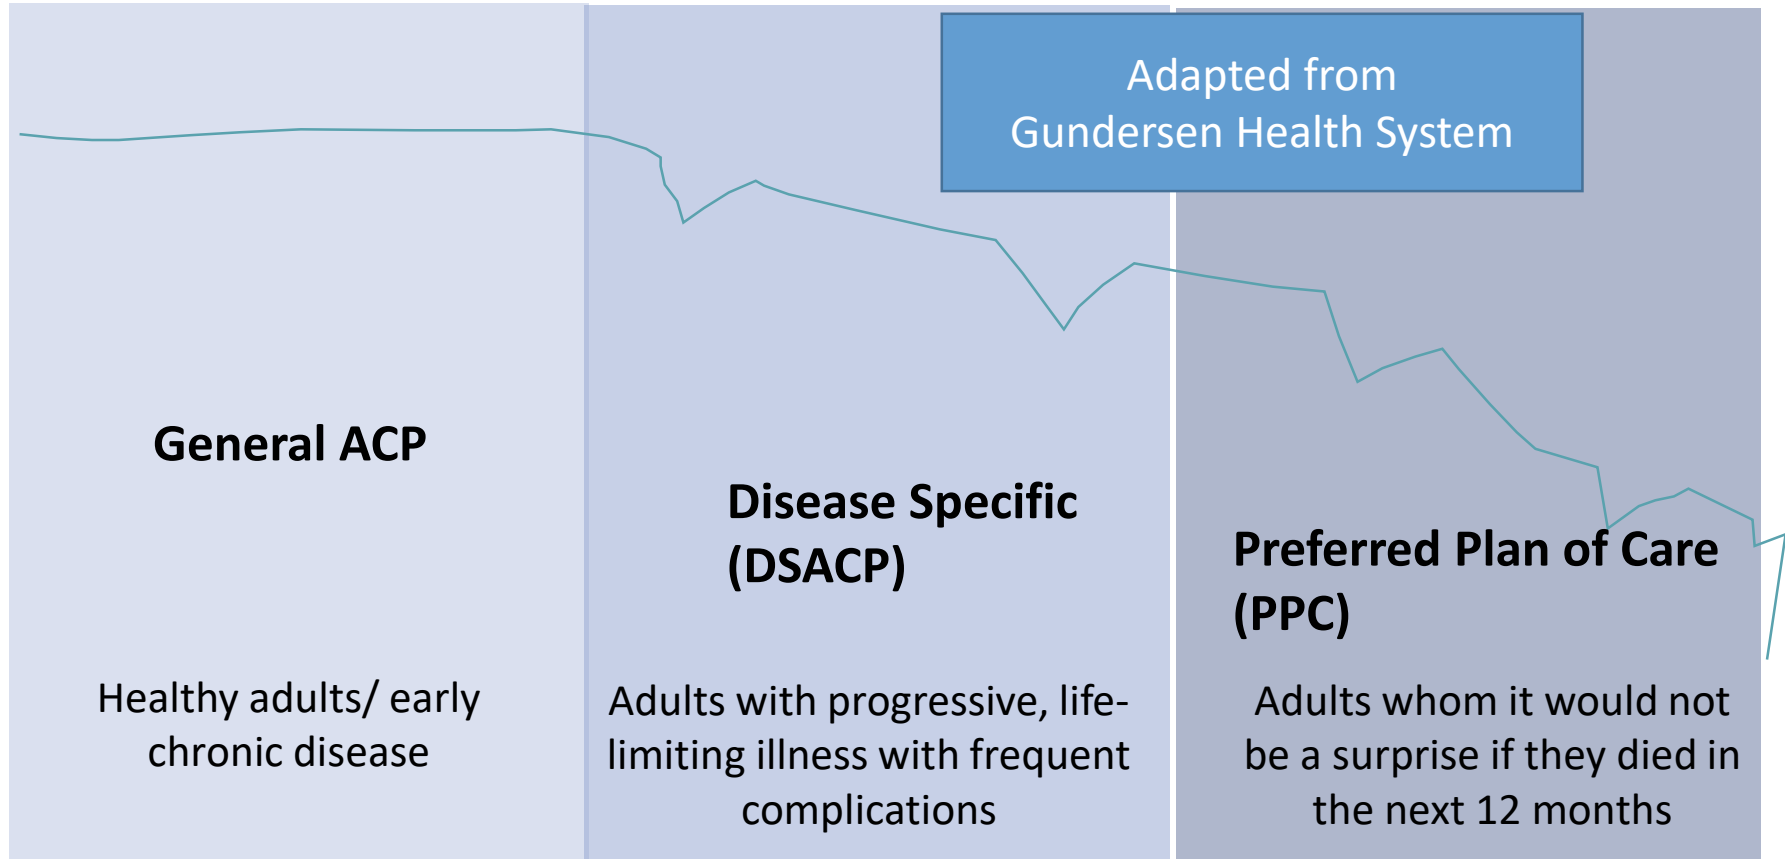 Adapted from
Gundersen Health System
General ACP
Healthy adults/ early
chronic disease
Disease Specific
(DSACP)
Adults with progressive, life-
limiting illness with frequent
complications
Preferred Plan of Care
(PPC)
Adults whom it would not
be a surprise if they died in
the next 12 months